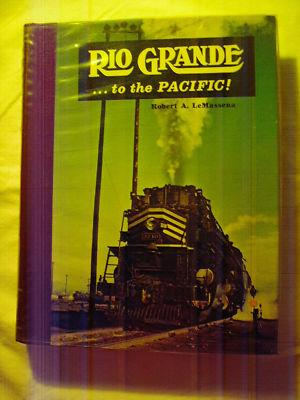 RIO GRANDE
...to the PACIFIC!
Robert A. LeMassena